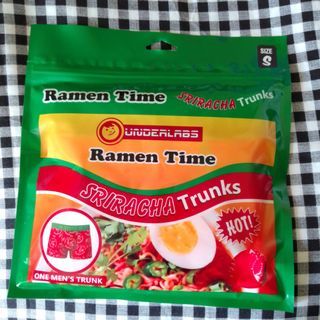 SIZE
S
Ramen Time
SRIRACHA Trunks
UNDERLABS
Ramen Time
SRIRACHA Trunks
HOT!
ONE MEN'S TRUNK